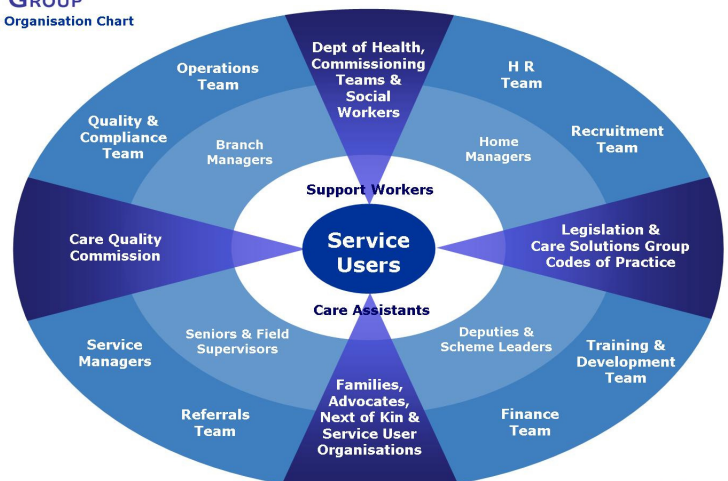 GROUP
Organisation Chart
Dept of Health,
Commissioning
Teams &
Social
Workers
Operations
Team
H R
Team
Quality &
Compliance
Team
Recruitment
Team
Branch
Managers
Home
Managers
Support Workers
Care Quality
Commission
Service
Users
Legislation &
Care Solutions Group
Codes of Practice
Care Assistants
Service
Managers
Seniors & Field
Supervisors
Deputies &
Scheme Leaders
Training &
Development
Team
Families,
Advocates,
Next of Kin &
Service User
Organisations
Referrals
Team
Finance
Team